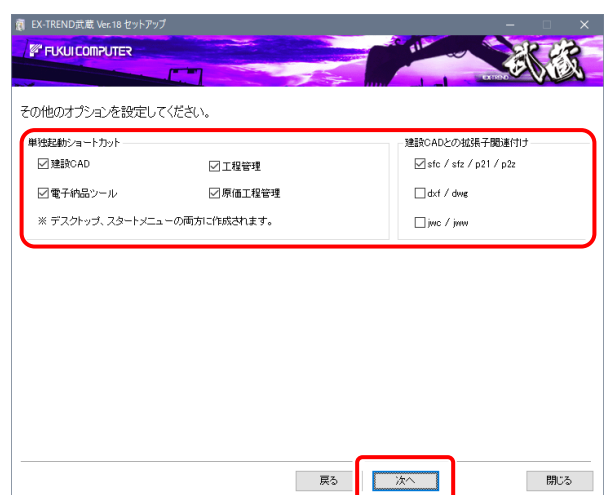 EX-TREND武蔵 Ver.18 セットアップ
FUKUI COMPUTER
EX-TREND 武蔵
その他のオプションを設定してください。
単独起動ショートカット
建設CAD
工程管理
電子納品ツール
原価工程管理
※ デスクトップ、スタートメニューの両方に作成されます。
建設CADとの拡張子関連付け
sfc / sfz / p21 / p2z
dxf / dwg
jwc / jww
戻る
次へ
閉じる